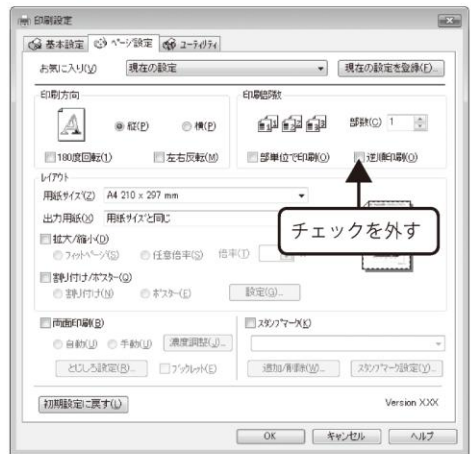 印刷設定
基本設定 ページ設定 ユーティリティ
お気に入り(V) 現在の設定 現在の設定を登録(F)...
印刷方向 印刷部数
縦(P) 横(R) 部数(C) 1
180度回転(1) 左右反転(M) 部単位で印刷(O) 逆順印刷(O)
レイアウト
用紙サイズ(Z) A4 210 x 297 mm
出力用紙(X) 用紙サイズと同じ
チェックを外す
拡大/縮小(D)
フィットページ(S) 任意倍率(S) 倍率(T)
割り付け/ポスター(Q)
割り付け(N) ポスター(E) 設定(G)...
両面印刷(B) スタンプマーク(K)
自動(U) 手動(U) 濃度調整(J)...
とじしろ設定(R)... ブックレット(E) 追加/削除(W)... スタンプマーク設定(Y)...
初期設定に戻す(L) Version XXX
OK キャンセル ヘルプ